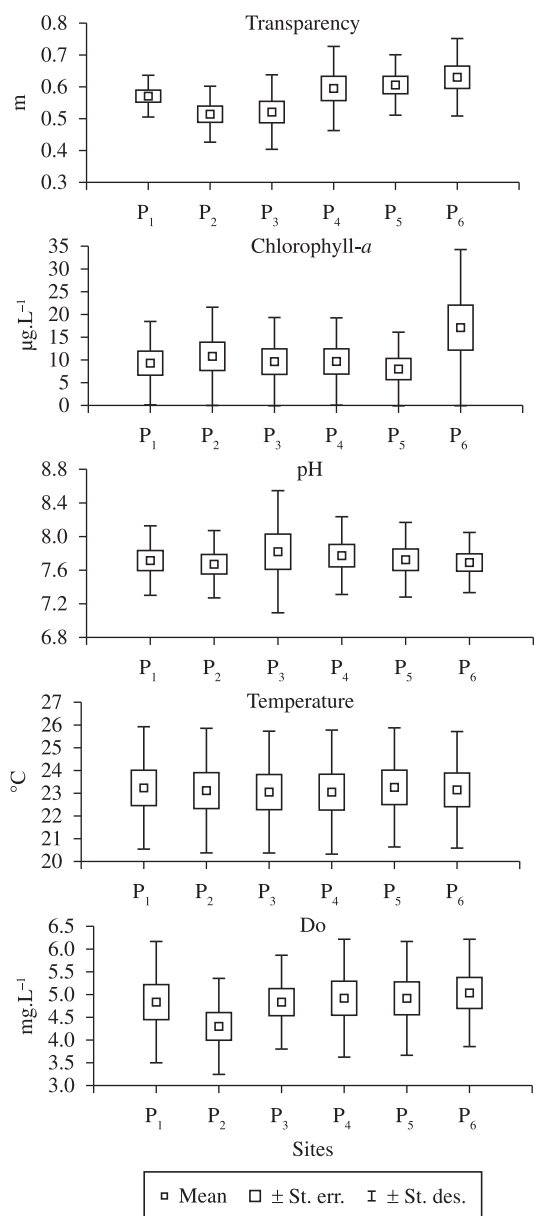 Transparency
0.8
0.7
0.6
0.5
0.4
0.3
m
P₁ P₂ P₃ P₄ P₅ P₆
Chlorophyll-a
35
30
25
20
15
10
5
0
µg.L⁻¹
P₁ P₂ P₃ P₄ P₅ P₆
pH
8.8
8.4
8.0
7.6
7.2
6.8
P₁ P₂ P₃ P₄ P₅ P₆
Temperature
27
26
25
24
23
22
21
20
°C
P₁ P₂ P₃ P₄ P₅ P₆
Do
6.5
6.0
5.5
5.0
4.5
4.0
3.5
3.0
mg.L⁻¹
P₁ P₂ P₃ P₄ P₅ P₆
Sites
Mean ± St. err. ± St. des.